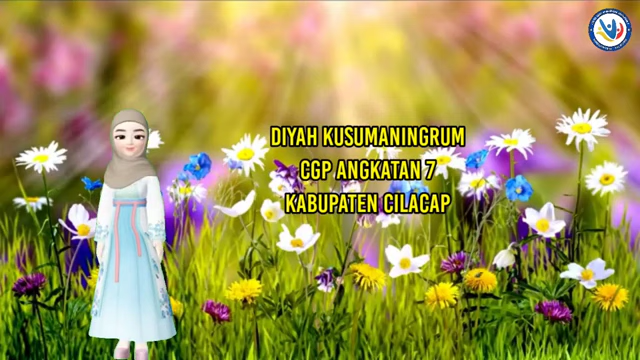 DIYAH KUSUMANINGRUM
CGP ANGKATAN 7
KABUPATEN CILACAP